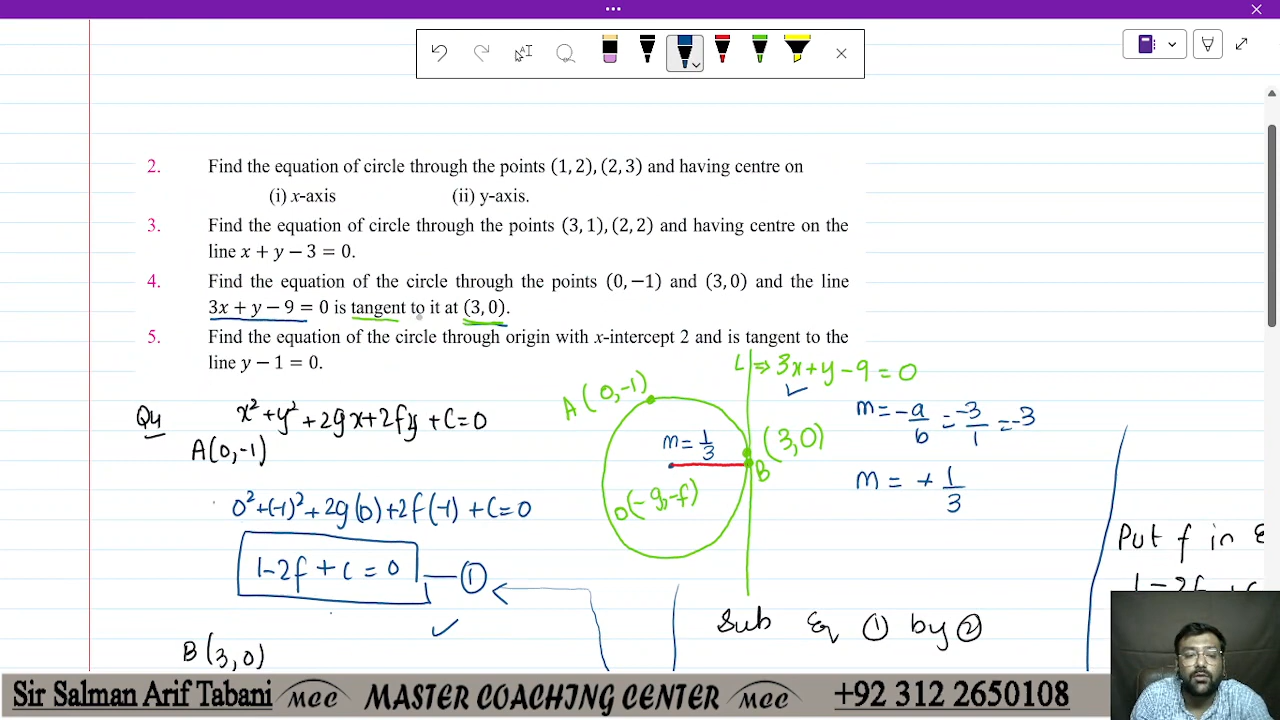 2. Find the equation of circle through the points (1, 2), (2, 3) and having centre on
(i) x-axis (ii) y-axis.
3. Find the equation of circle through the points (3, 1), (2, 2) and having centre on the
line x + y − 3 = 0.
4. Find the equation of the circle through the points (0, −1) and (3, 0) and the line
3x + y − 9 = 0 is tangent to it at (3, 0).
5. Find the equation of the circle through origin with x-intercept 2 and is tangent to the
line y − 1 = 0.
L ⇒ 3x + y − 9 = 0
Q4 x² + y² + 2gx + 2fy + C = 0
A(0, -1)
A(0, -1)
m = -a/b = -3/1 = -3
m = 1/3
(3, 0)
B
m = + 1/3
O(-g, -f)
0² + (-1)² + 2g(0) + 2f(-1) + C = 0
1 - 2f + C = 0 — ①
Put f in
Sub Eq ① by ②
B(3, 0)
Sir Salman Arif Tabani MCC MASTER COACHING CENTER MCC +92 312 2650108